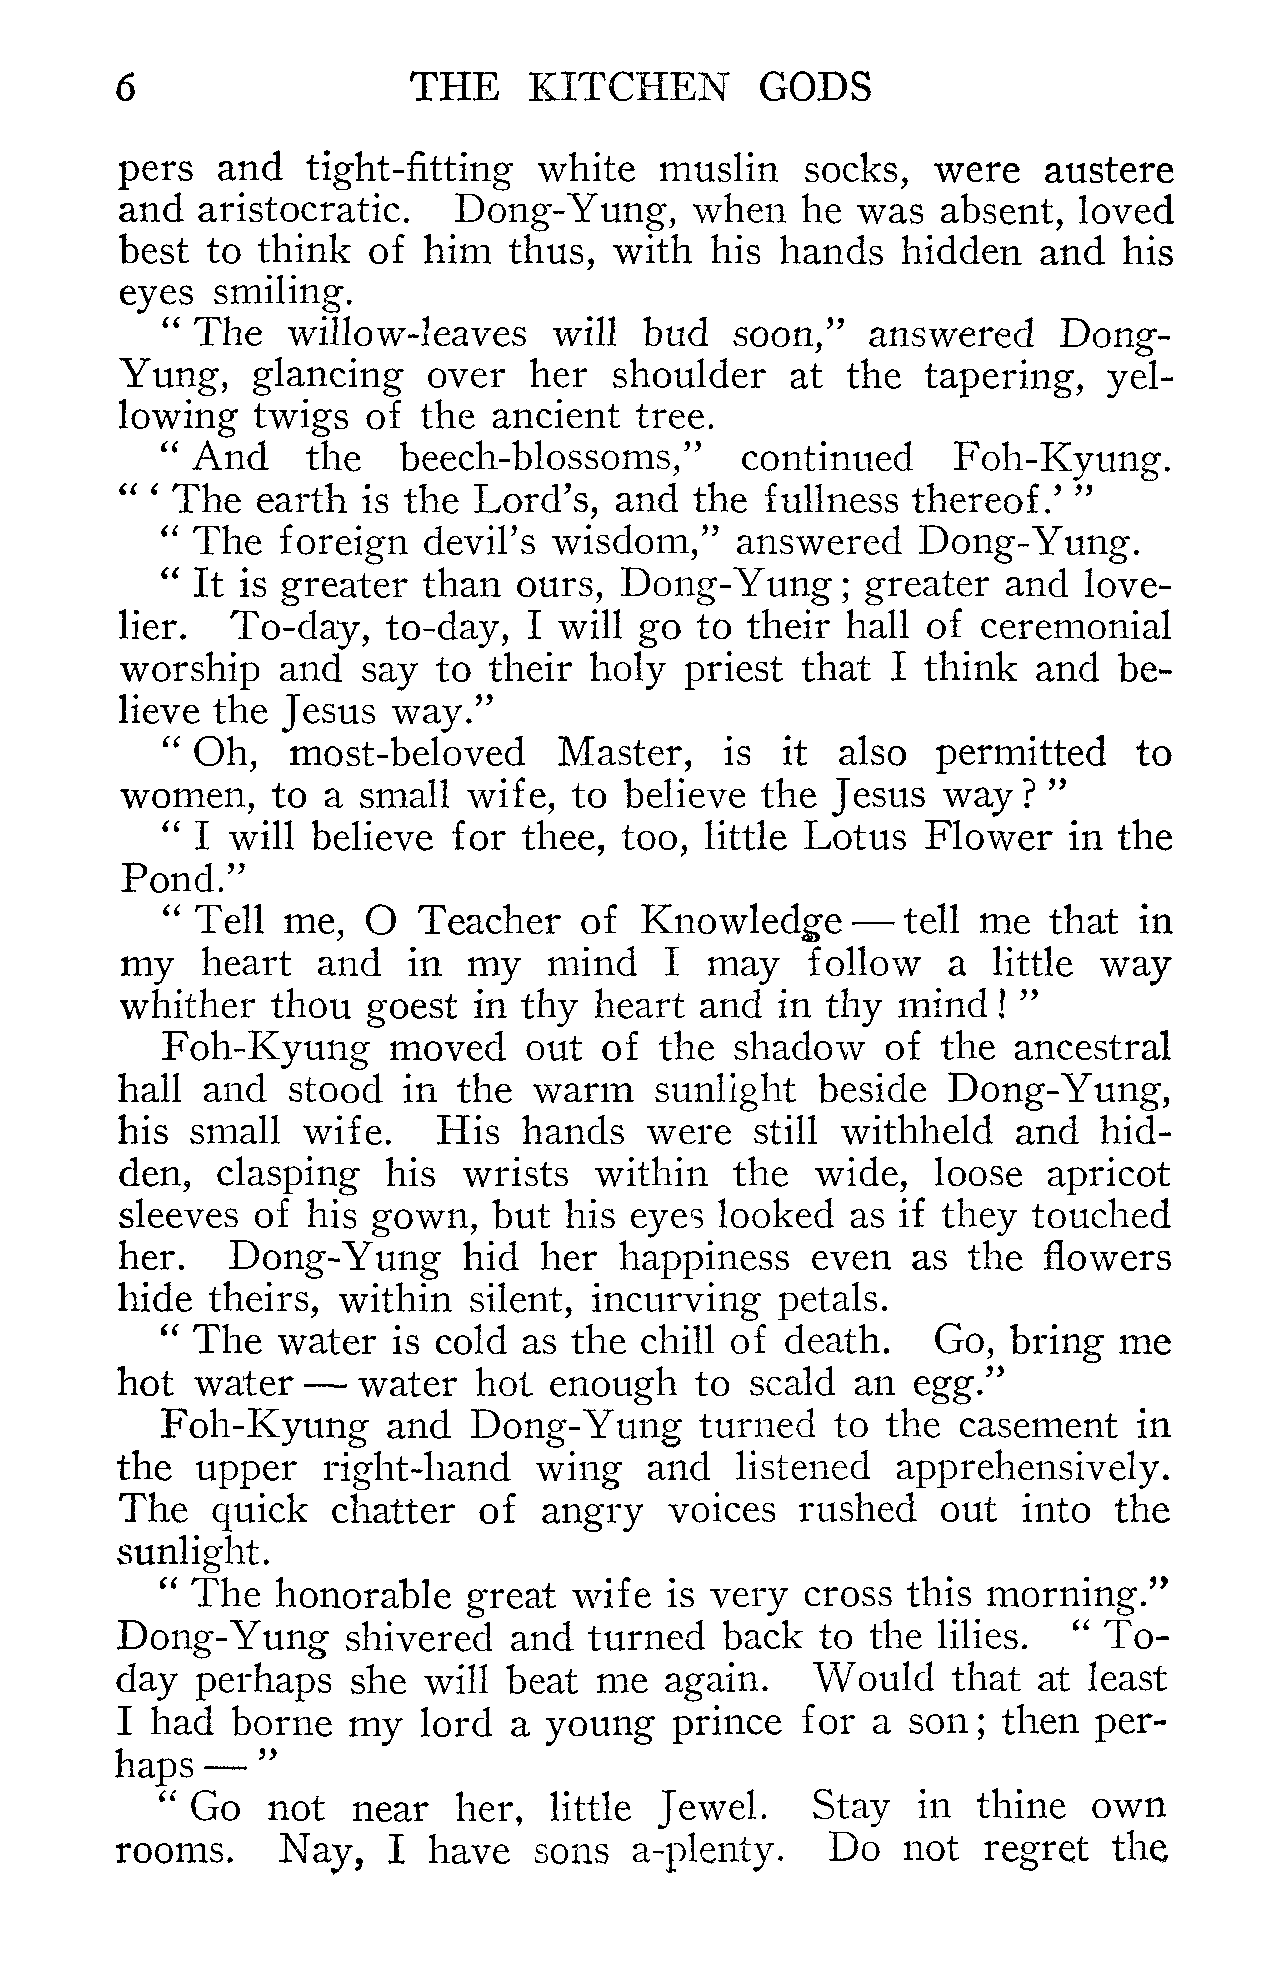 6 THE KITCHEN GODS
pers and tight-fitting white muslin socks, were austere
and aristocratic. Dong-Yung, when he was absent, loved
best to think of him thus, with his hands hidden and his
eyes smiling.
“ The willow-leaves will bud soon,” answered Dong-
Yung, glancing over her shoulder at the tapering, yel-
lowing twigs of the ancient tree.
“ And the beech-blossoms,” continued Foh-Kyung.
“ ‘ The earth is the Lord’s, and the fullness thereof.’ ”
“ The foreign devil’s wisdom,” answered Dong-Yung.
“ It is greater than ours, Dong-Yung ; greater and love-
lier. To-day, to-day, I will go to their hall of ceremonial
worship and say to their holy priest that I think and be-
lieve the Jesus way.”
“ Oh, most-beloved Master, is it also permitted to
women, to a small wife, to believe the Jesus way ? ”
“ I will believe for thee, too, little Lotus Flower in the
Pond.”
“ Tell me, O Teacher of Knowledge — tell me that in
my heart and in my mind I may follow a little way
whither thou goest in thy heart and in thy mind ! ”
Foh-Kyung moved out of the shadow of the ancestral
hall and stood in the warm sunlight beside Dong-Yung,
his small wife. His hands were still withheld and hid-
den, clasping his wrists within the wide, loose apricot
sleeves of his gown, but his eyes looked as if they touched
her. Dong-Yung hid her happiness even as the flowers
hide theirs, within silent, incurving petals.
“ The water is cold as the chill of death. Go, bring me
hot water — water hot enough to scald an egg.”
Foh-Kyung and Dong-Yung turned to the casement in
the upper right-hand wing and listened apprehensively.
The quick chatter of angry voices rushed out into the
sunlight.
“ The honorable great wife is very cross this morning.”
Dong-Yung shivered and turned back to the lilies. “ To-
day perhaps she will beat me again. Would that at least
I had borne my lord a young prince for a son ; then per-
haps — ”
“ Go not near her, little Jewel. Stay in thine own
rooms. Nay, I have sons a-plenty. Do not regret the